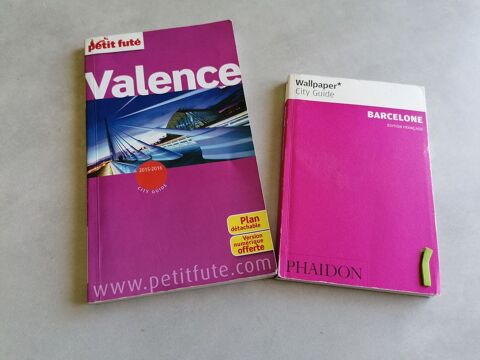 petit futé
Valence
2015-2016
CITY GUIDE
Plan
détachable
Version
numérique
offerte
www.petitfute.com
Wallpaper*
City Guide
BARCELONE
ÉDITION FRANÇAISE
PHAIDON